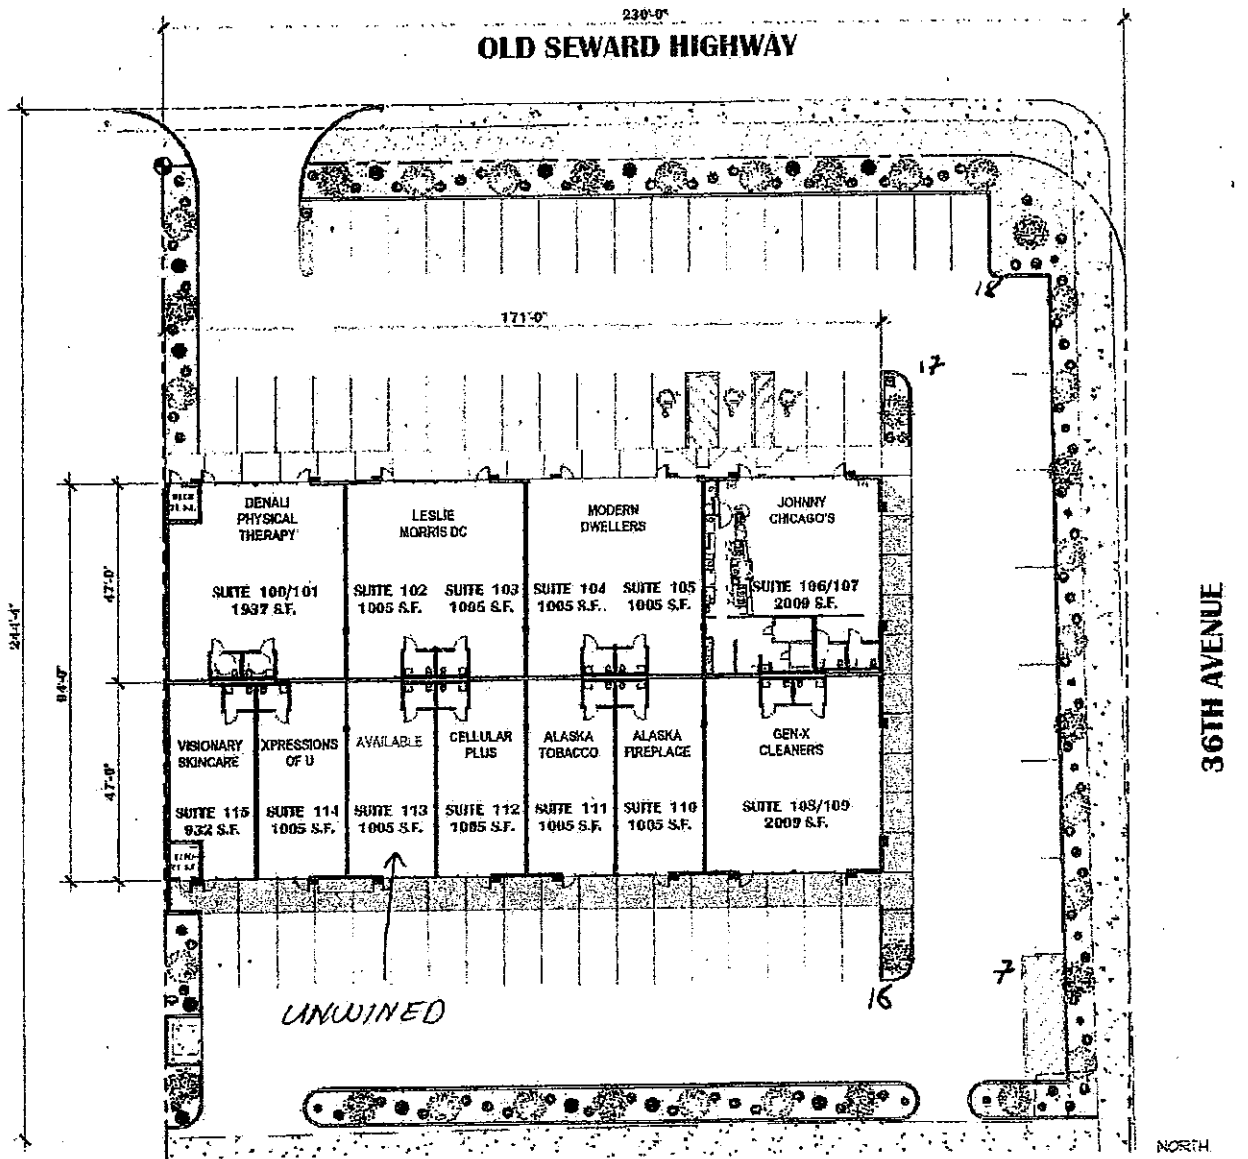 230'-0"
OLD SEWARD HIGHWAY
18
171'-0"
17
DENALI
PHYSICAL
THERAPY
LESLIE
MORRIS DC
MODERN
DWELLERS
JOHNNY
CHICAGO'S
SUITE 100/101
1937 S.F.
SUITE 102
1005 S.F.
SUITE 103
1005 S.F.
SUITE 104
1005 S.F.
SUITE 105
1005 S.F.
SUITE 106/107
2009 S.F.
47'-0"
94'-0"
244'-4"
47'-0"
36TH AVENUE
VISIONARY
SKINCARE
XPRESSIONS
OF U
AVAILABLE
CELLULAR
PLUS
ALASKA
TOBACCO
ALASKA
FIREPLACE
GEN-X
CLEANERS
SUITE 115
932 S.F.
SUITE 114
1005 S.F.
SUITE 113
1005 S.F.
SUITE 112
1005 S.F.
SUITE 111
1005 S.F.
SUITE 110
1005 S.F.
SUITE 108/109
2009 S.F.
7
16
UNWINED
NORTH